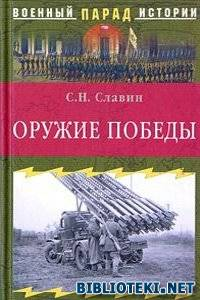 ВОЕННЫЙ ПАРАД ИСТОРИИ
С.Н. Славин
ОРУЖИЕ ПОБЕДЫ
BIBLIOTEKI.NET